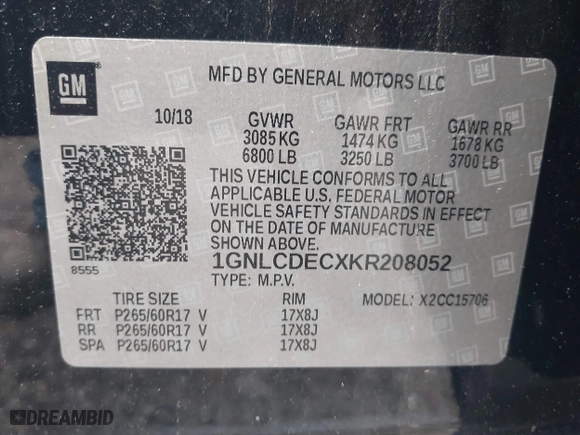 GM
MFD BY GENERAL MOTORS LLC
10/18 GVWR GAWR FRT GAWR RR
3085 KG 1474 KG 1678 KG
6800 LB 3250 LB 3700 LB
THIS VEHICLE CONFORMS TO ALL
APPLICABLE U.S. FEDERAL MOTOR
VEHICLE SAFETY STANDARDS IN EFFECT
ON THE DATE OF MANUFACTURE
SHOWN ABOVE.
8555 1GNLCDECXKR208052
TYPE: M.P.V.
TIRE SIZE RIM MODEL: X2CC15706
FRT P265/60R17 V 17X8J
RR P265/60R17 V 17X8J
SPA P265/60R17 V 17X8J
DREAMBID